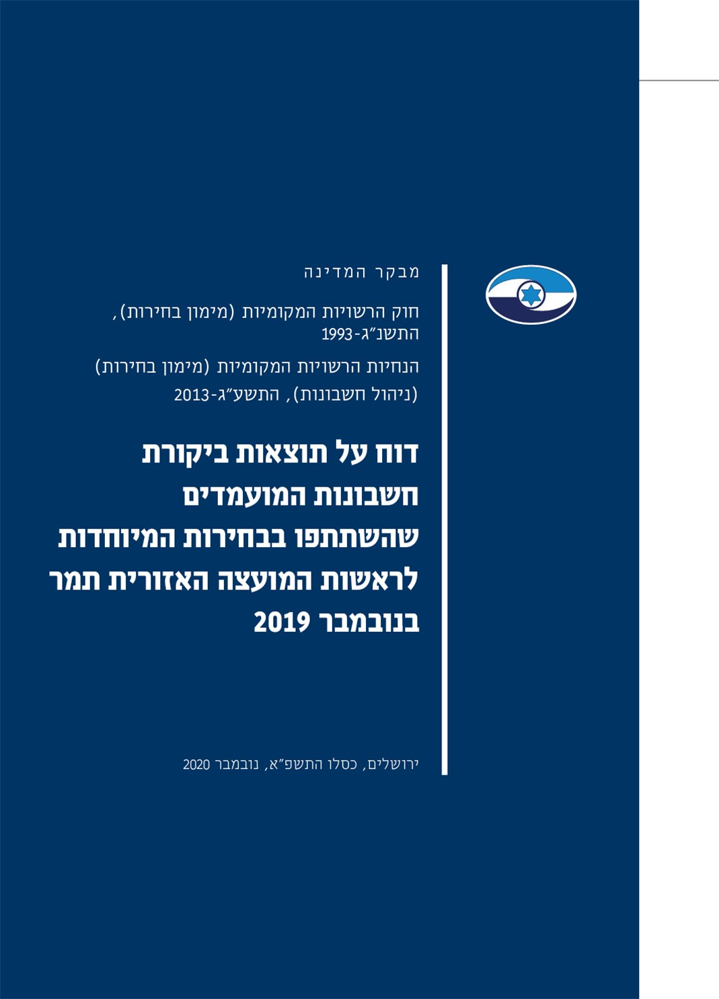 מבקר המדינה
חוק הרשויות המקומיות (מימון בחירות),
התשנ"ג-1993
הנחיות הרשויות המקומיות (מימון בחירות)
(ניהול חשבונות), התשע"ג-2013
דוח על תוצאות ביקורת
חשבונות המועמדים
שהשתתפו בבחירות המיוחדות
לראשות המועצה האזורית תמר
בנובמבר 2019
ירושלים, כסלו התשפ"א, נובמבר 2020